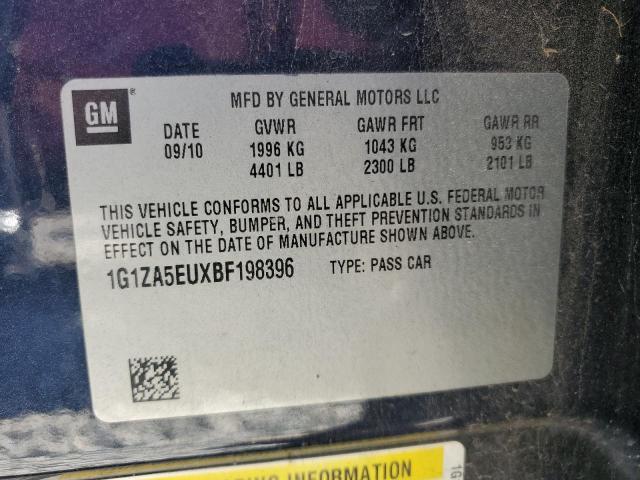 GM ® MFD BY GENERAL MOTORS LLC
DATE GVWR GAWR FRT GAWR RR
09/10 1996 KG 1043 KG 953 KG
4401 LB 2300 LB 2101 LB
THIS VEHICLE CONFORMS TO ALL APPLICABLE U.S. FEDERAL MOTOR
VEHICLE SAFETY, BUMPER, AND THEFT PREVENTION STANDARDS IN
EFFECT ON THE DATE OF MANUFACTURE SHOWN ABOVE.
1G1ZA5EUXBF198396 TYPE: PASS CAR
INFORMATION